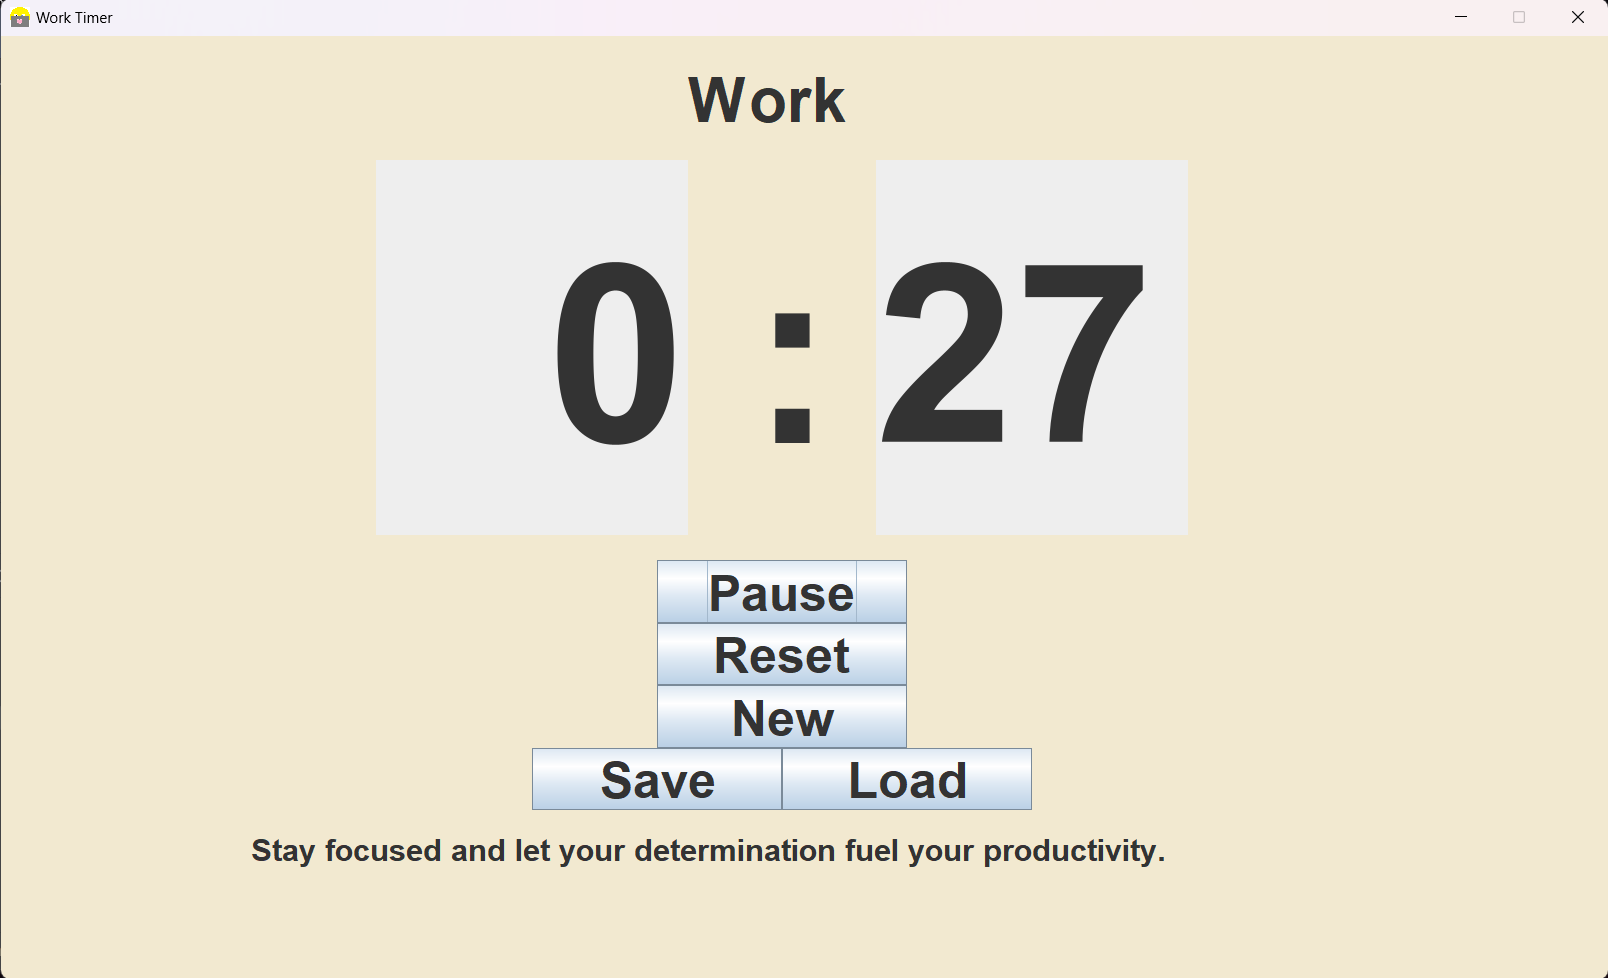 Work Timer
Work
0 : 27
Pause
Reset
New
Save Load
Stay focused and let your determination fuel your productivity.